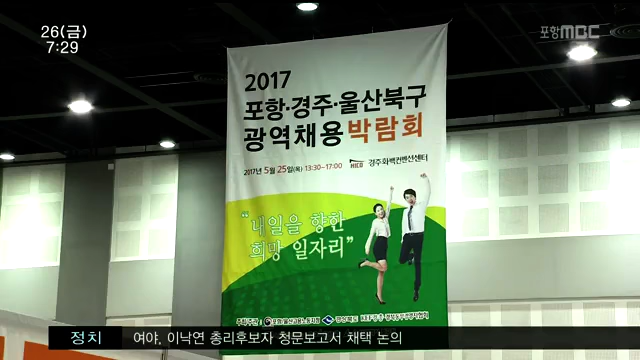 26(금)
7:29
포항MBC
2017
포항·경주·울산북구
광역채용박람회
2017년 5월 25일(목) 13:30~17:00 HICO 경주화백컨벤션센터
"내일을 향한
희망 일자리"
정치 여야, 이낙연 총리후보자 청문보고서 채택 논의